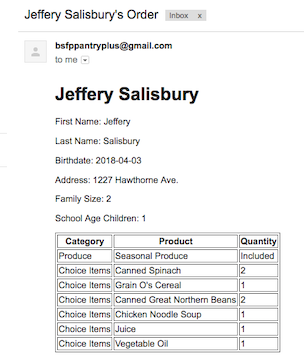 Jeffery Salisbury's Order Inbox x
bsfppantryplus@gmail.com
to me
Jeffery Salisbury
First Name: Jeffery
Last Name: Salisbury
Birthdate: 2018-04-03
Address: 1227 Hawthorne Ave.
Family Size: 2
School Age Children: 1
Category Product Quantity
Produce Seasonal Produce Included
Choice Items Canned Spinach 2
Choice Items Grain O's Cereal 1
Choice Items Canned Great Northern Beans 2
Choice Items Chicken Noodle Soup 1
Choice Items Juice 1
Choice Items Vegetable Oil 1